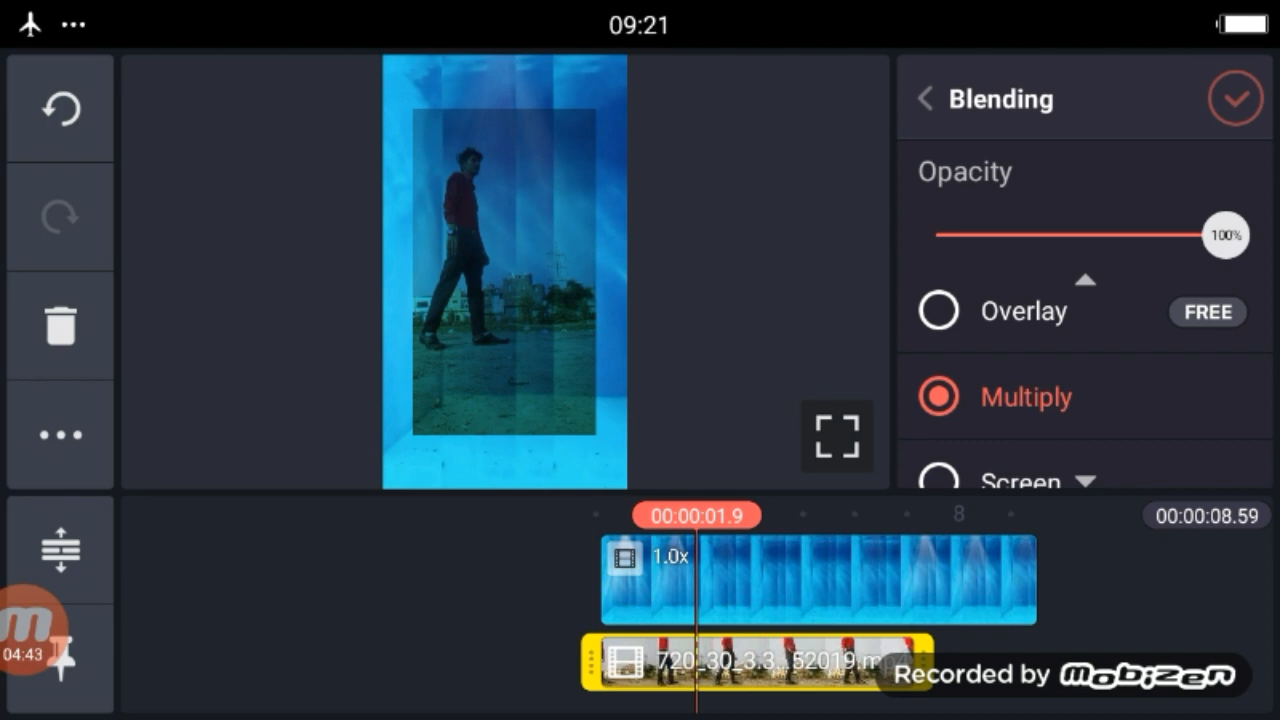 09:21
Blending
Opacity
100%
Overlay
FREE
Multiply
Screen
00:00:01.9
8
00:00:08.59
1.0x
04:43
720_30_3.3...52019.mp4
Recorded by mobizen